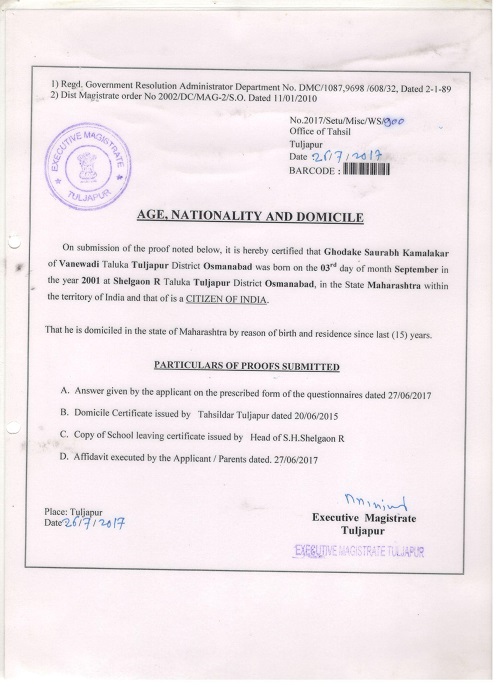 1) Regd. Government Resolution Administrator Department No. DMC/1087,9698 /608/32, Dated 2-1-89
2) Dist Magistrate order No 2002/DC/MAG-2/S.O. Dated 11/01/2010
No.2017/Setu/Misc/WS/900
Office of Tahsil
Tuljapur
Date 26/7/2017
BARCODE :
EXECUTIVE MAGISTRATE
TULJAPUR
AGE, NATIONALITY AND DOMICILE
On submission of the proof noted below, it is hereby certified that Ghodake Saurabh Kamalakar
of Vanewadi Taluka Tuljapur District Osmanabad was born on the 03rd day of month September in
the year 2001 at Shelgaon R Taluka Tuljapur District Osmanabad, in the State Maharashtra within
the territory of India and that of is a CITIZEN OF INDIA.
That he is domiciled in the state of Maharashtra by reason of birth and residence since last (15) years.
PARTICULARS OF PROOFS SUBMITTED
A. Answer given by the applicant on the prescribed form of the questionnaires dated 27/06/2017
B. Domicile Certificate issued by Tahsildar Tuljapur dated 20/06/2015
C. Copy of School leaving certificate issued by Head of S.H.Shelgaon R
D. Affidavit executed by the Applicant / Parents dated. 27/06/2017
Place: Tuljapur
Date 26/7/2017
Executive Magistrate
Tuljapur
EXECUTIVE MAGISTRATE TULJAPUR